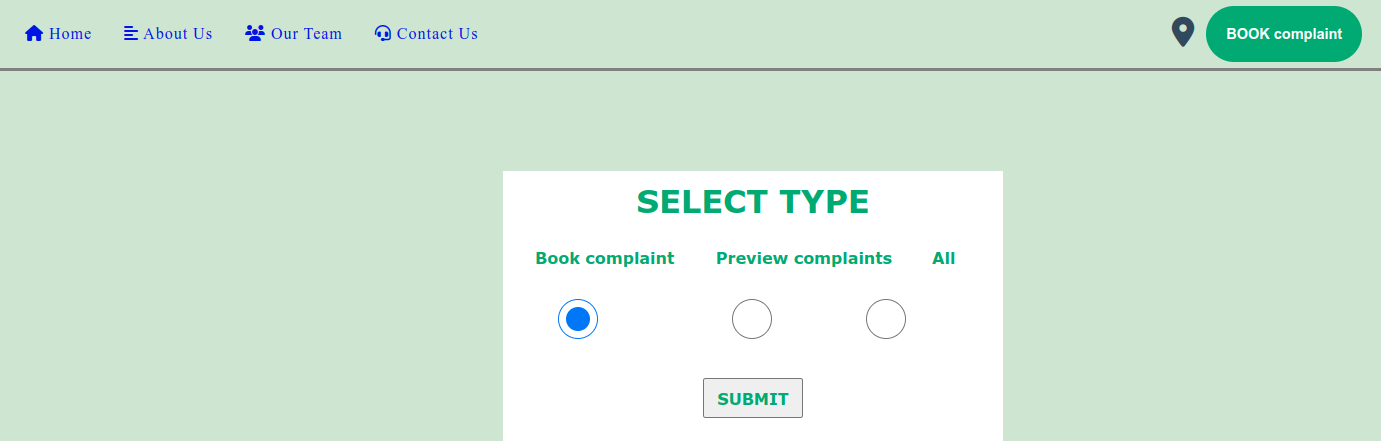 Home About Us Our Team Contact Us BOOK complaint
SELECT TYPE
Book complaint Preview complaints All
SUBMIT